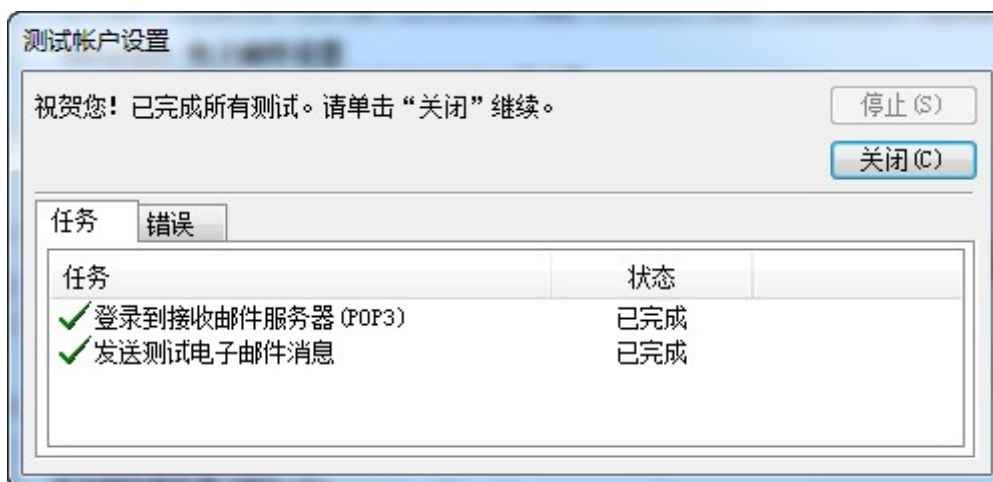 测试帐户设置
祝贺您！已完成所有测试。请单击“关闭”继续。
停止(S)
关闭(C)
任务 错误
任务 状态
登录到接收邮件服务器(POP3) 已完成
发送测试电子邮件消息 已完成